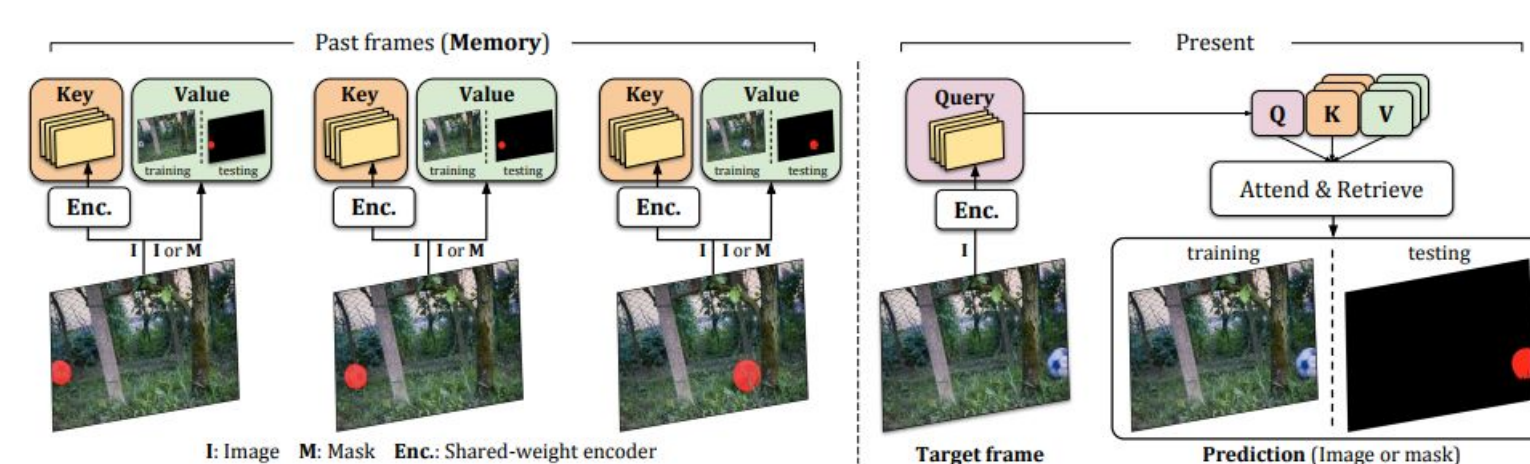 Past frames (Memory)
Present
Key
Value
training
testing
Enc.
I
I or M
Key
Value
training
testing
Enc.
I
I or M
Key
Value
training
testing
Enc.
I
I or M
Query
Enc.
I
Q
K
V
Attend & Retrieve
training
testing
I: Image M: Mask Enc.: Shared-weight encoder
Target frame
Prediction (Image or mask)